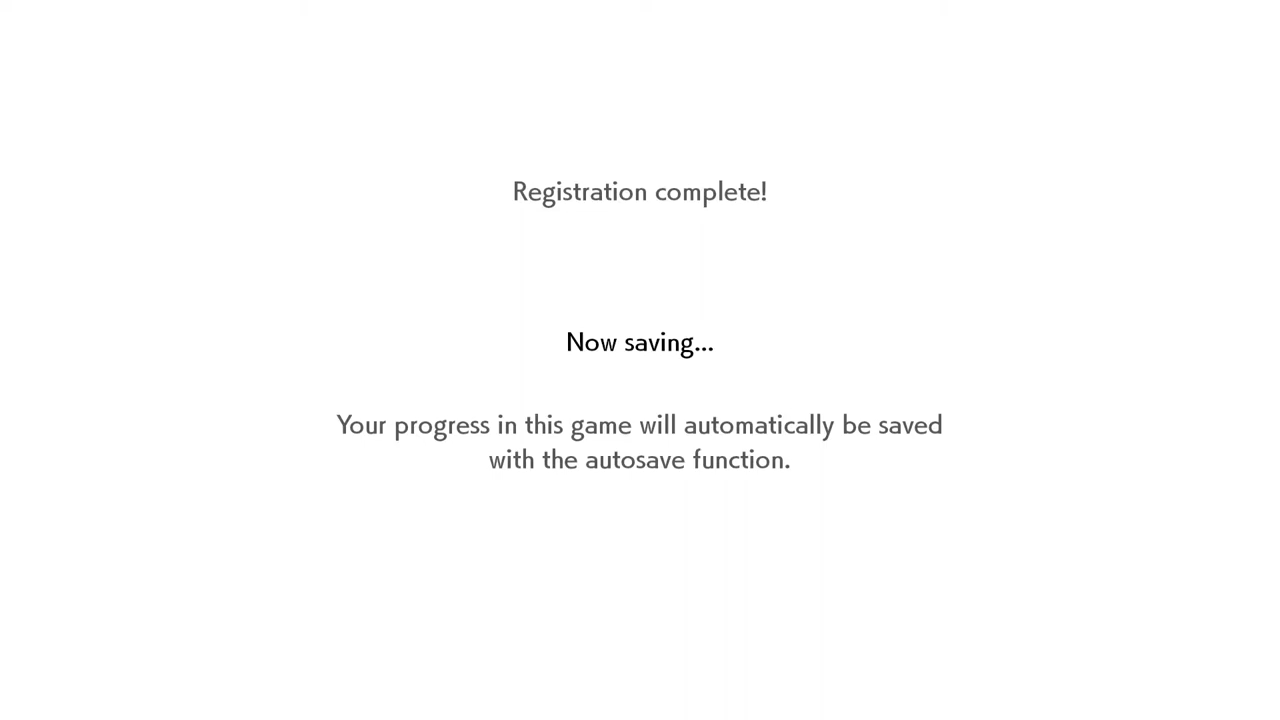 Registration complete!
Now saving...
Your progress in this game will automatically be saved
with the autosave function.